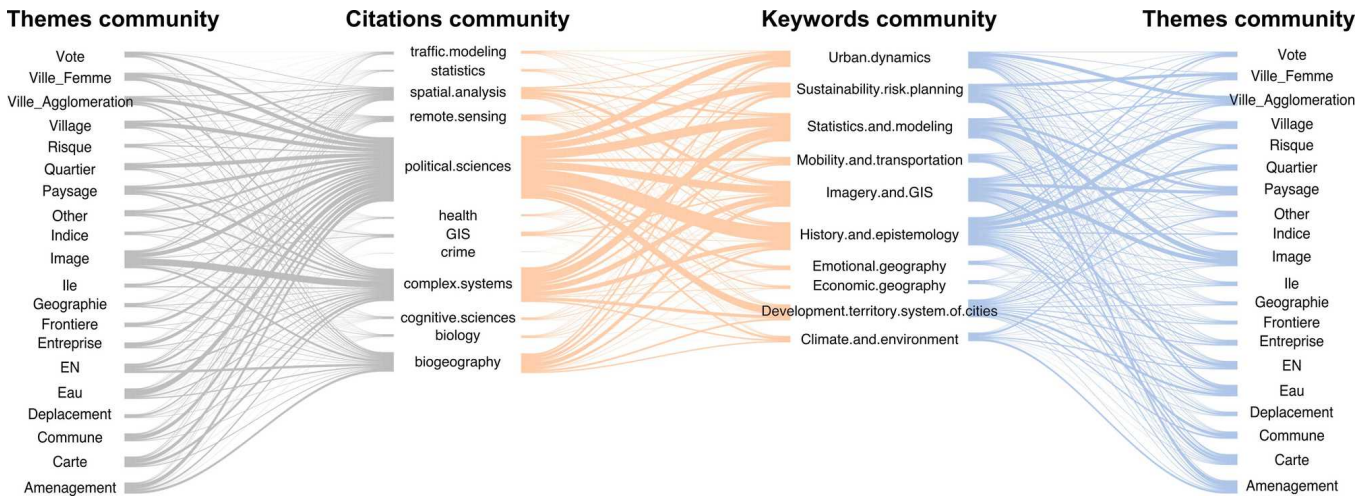 Themes community
Citations community
Keywords community
Themes community
Vote
Ville_Femme
Ville_Agglomeration
Village
Risque
Quartier
Paysage
Other
Indice
Image
Ile
Geographie
Frontiere
Entreprise
EN
Eau
Deplacement
Commune
Carte
Amenagement
traffic.modeling
statistics
spatial.analysis
remote.sensing
political.sciences
health
GIS
crime
complex.systems
cognitive.sciences
biology
biogeography
Urban.dynamics
Sustainability.risk.planning
Statistics.and.modeling
Mobility.and.transportation
Imagery.and.GIS
History.and.epistemology
Emotional.geography
Economic.geography
Development.territory.system.of.cities
Climate.and.environment
Vote
Ville_Femme
Ville_Agglomeration
Village
Risque
Quartier
Paysage
Other
Indice
Image
Ile
Geographie
Frontiere
Entreprise
EN
Eau
Deplacement
Commune
Carte
Amenagement